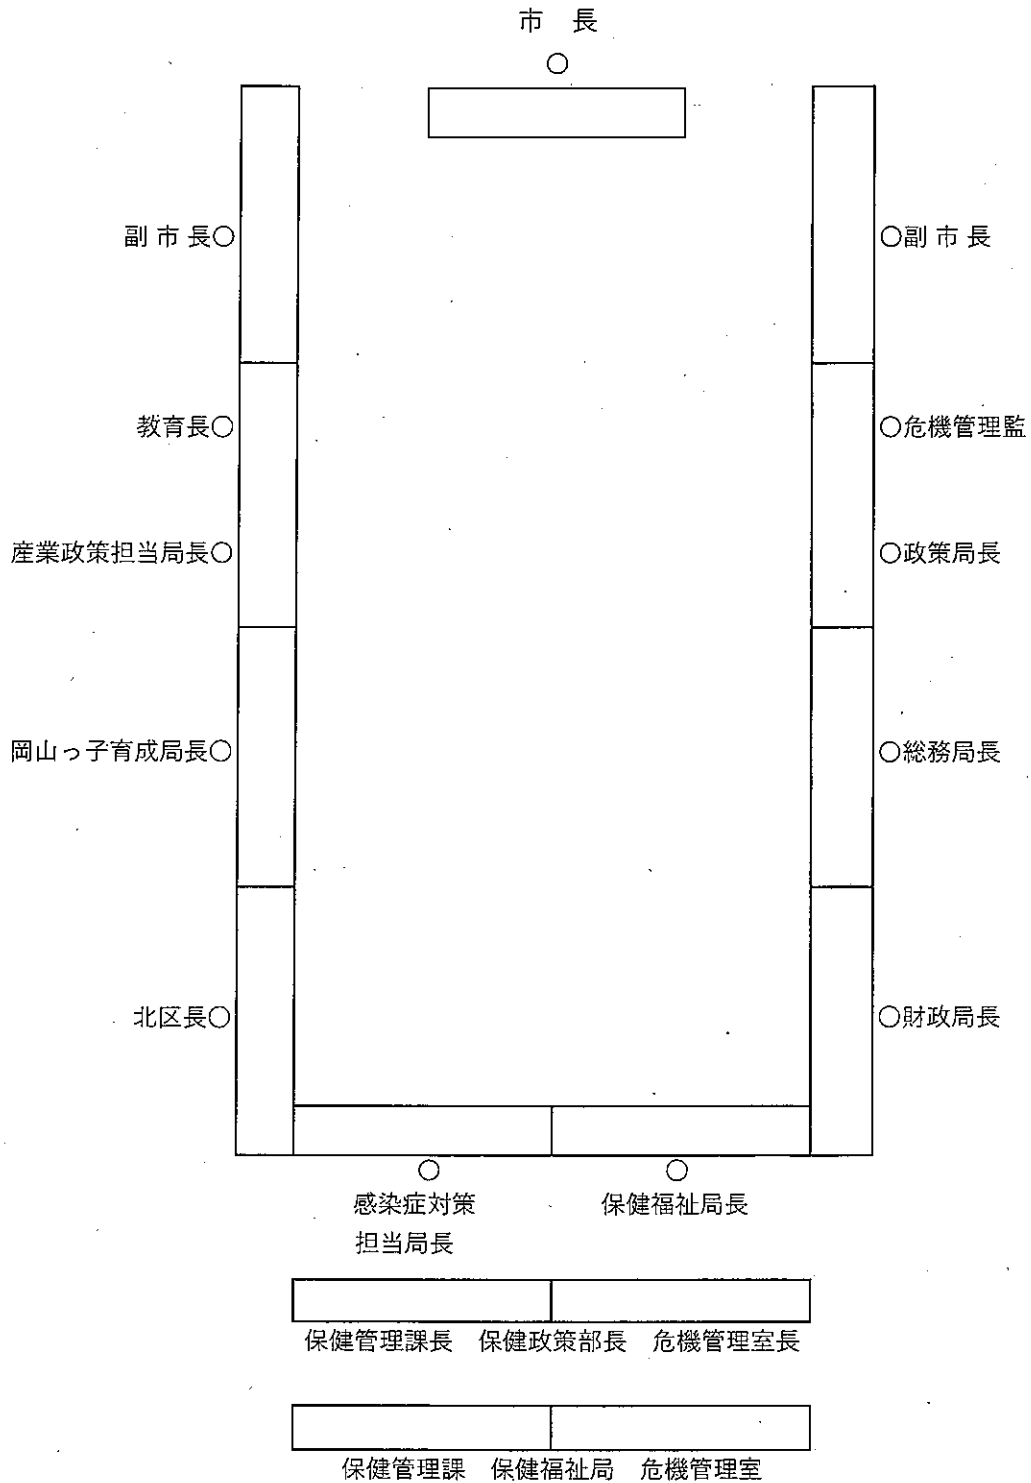 市 長
○
副 市 長○ ○副 市 長
教育長○ ○危機管理監
産業政策担当局長○ ○政策局長
岡山っ子育成局長○ ○総務局長
北区長○ ○財政局長
○ ○
感染症対策 保健福祉局長
担当局長
保健管理課長 保健政策部長 危機管理室長
保健管理課 保健福祉局 危機管理室